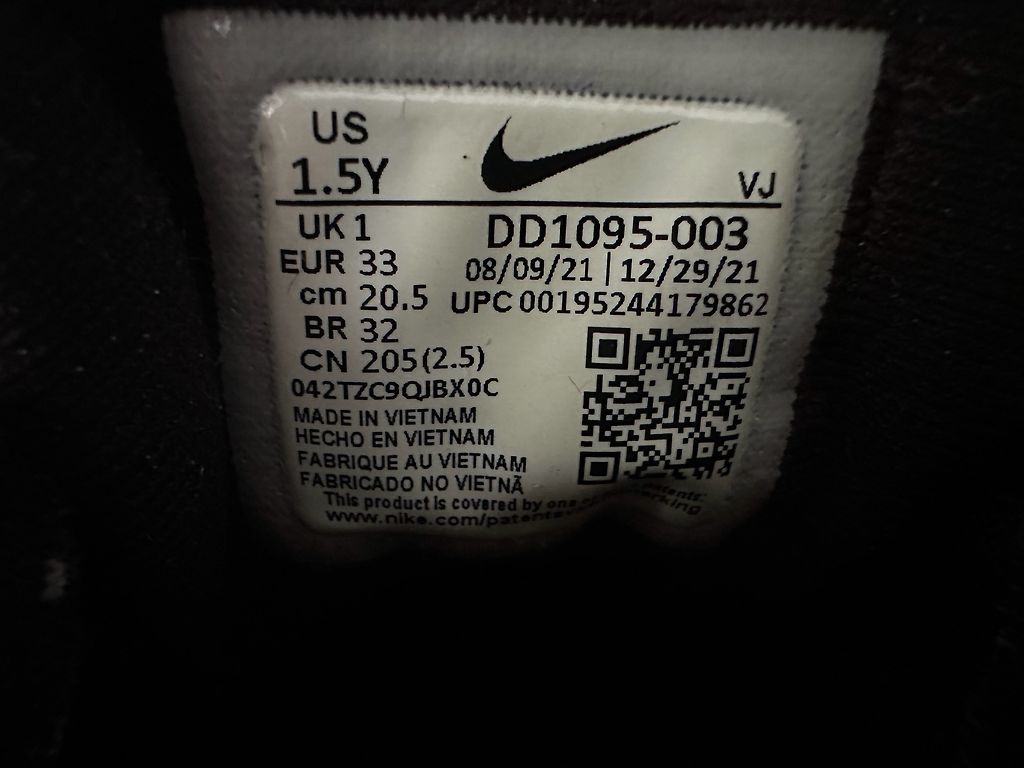 US
1.5Y
VJ
UK 1
DD1095-003
EUR 33
08/09/21 | 12/29/21
cm 20.5
UPC 00195244179862
BR 32
CN 205(2.5)
042TZC9QJBX0C
MADE IN VIETNAM
HECHO EN VIETNAM
FABRIQUE AU VIETNAM
FABRICADO NO VIETNÃ
This product is covered by one patents:
www.nike.com/patents